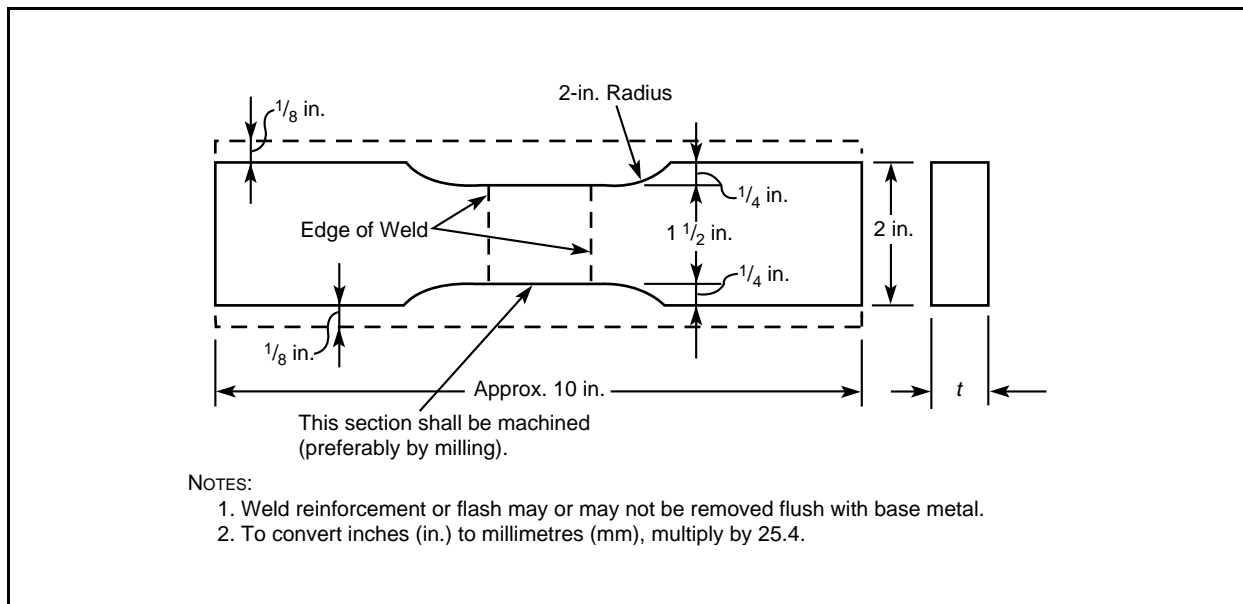 1/8 in.
2-in. Radius
1/4 in.
Edge of Weld
1 1/2 in.
2 in.
1/4 in.
1/8 in.
Approx. 10 in.
t
This section shall be machined
(preferably by milling).
NOTES:
1. Weld reinforcement or flash may or may not be removed flush with base metal.
2. To convert inches (in.) to millimetres (mm), multiply by 25.4.